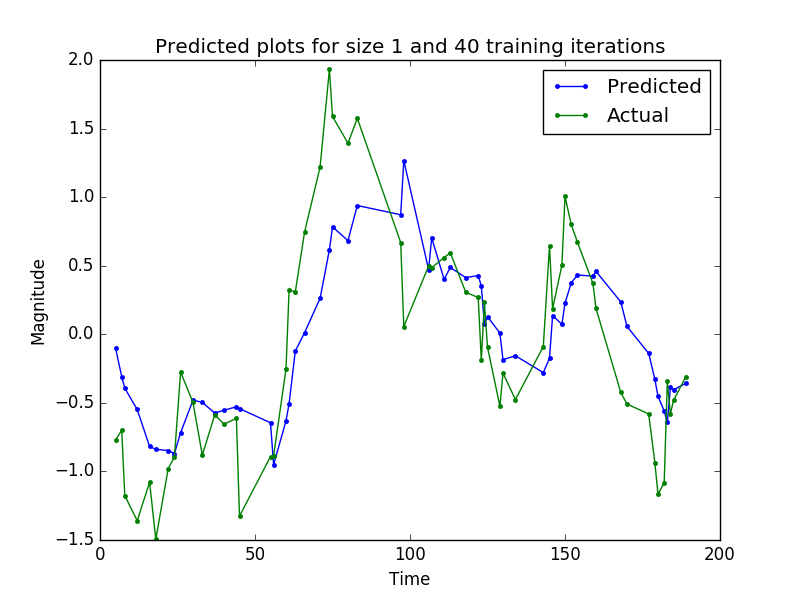 Predicted plots for size 1 and 40 training iterations
2.0
1.5
1.0
0.5
0.0
−0.5
−1.0
−1.5
Magnitude
Predicted
Actual
0
50
100
150
200
Time